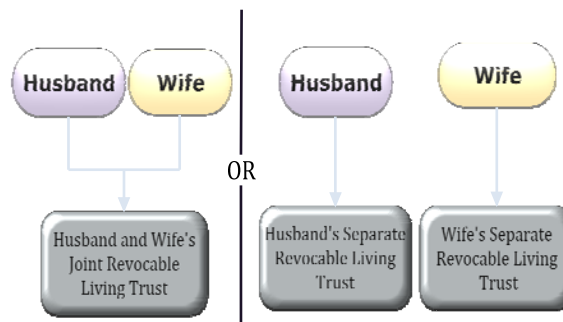 Husband
Wife
Husband and Wife's
Joint Revocable
Living Trust
OR
Husband
Wife
Husband's Separate
Revocable Living
Trust
Wife's Separate
Revocable Living
Trust